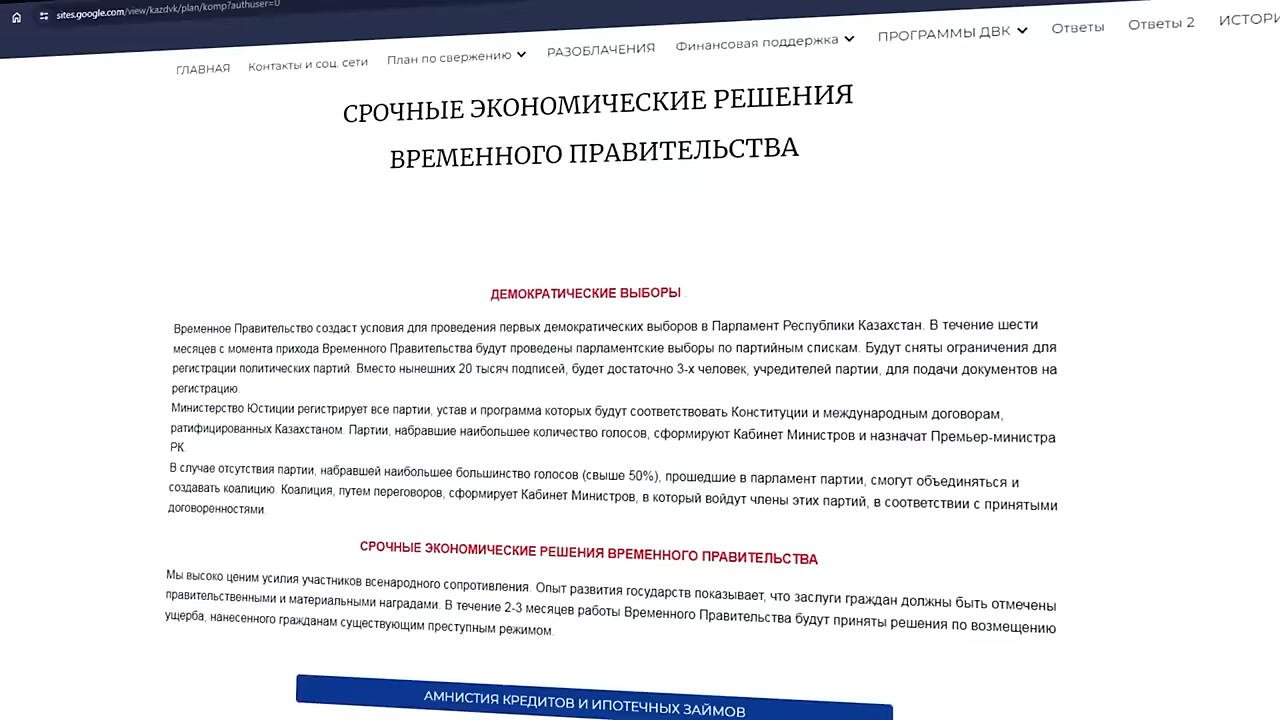 sites.google.com/view/kazdvk/plan/komp?authuser=0
ГЛАВНАЯ Контакты и соц. сети План по свержению РАЗОБЛАЧЕНИЯ Финансовая поддержка ПРОГРАММЫ ДВК Ответы Ответы 2 ИСТОРИ
СРОЧНЫЕ ЭКОНОМИЧЕСКИЕ РЕШЕНИЯ
ВРЕМЕННОГО ПРАВИТЕЛЬСТВА
ДЕМОКРАТИЧЕСКИЕ ВЫБОРЫ
Временное Правительство создаст условия для проведения первых демократических выборов в Парламент Республики Казахстан. В течение шести
месяцев с момента прихода Временного Правительства будут проведены парламентские выборы по партийным спискам. Будут сняты ограничения для
регистрации политических партий. Вместо нынешних 20 тысяч подписей, будет достаточно 3-х человек, учредителей партии, для подачи документов на
регистрацию.
Министерство Юстиции регистрирует все партии, устав и программа которых будут соответствовать Конституции и международным договорам,
ратифицированных Казахстаном. Партии, набравшие наибольшее количество голосов, сформируют Кабинет Министров и назначат Премьер-министра
РК.
В случае отсутствия партии, набравшей наибольшее большинство голосов (свыше 50%), прошедшие в парламент партии, смогут объединяться и
создавать коалицию. Коалиция, путем переговоров, сформирует Кабинет Министров, в который войдут члены этих партий, в соответствии с принятыми
договоренностями.
СРОЧНЫЕ ЭКОНОМИЧЕСКИЕ РЕШЕНИЯ ВРЕМЕННОГО ПРАВИТЕЛЬСТВА
Мы высоко ценим усилия участников всенародного сопротивления. Опыт развития государств показывает, что заслуги граждан должны быть отмечены
правительственными и материальными наградами. В течение 2-3 месяцев работы Временного Правительства будут приняты решения по возмещению
ущерба, нанесенного гражданам существующим преступным режимом.
АМНИСТИЯ КРЕДИТОВ И ИПОТЕЧНЫХ ЗАЙМОВ